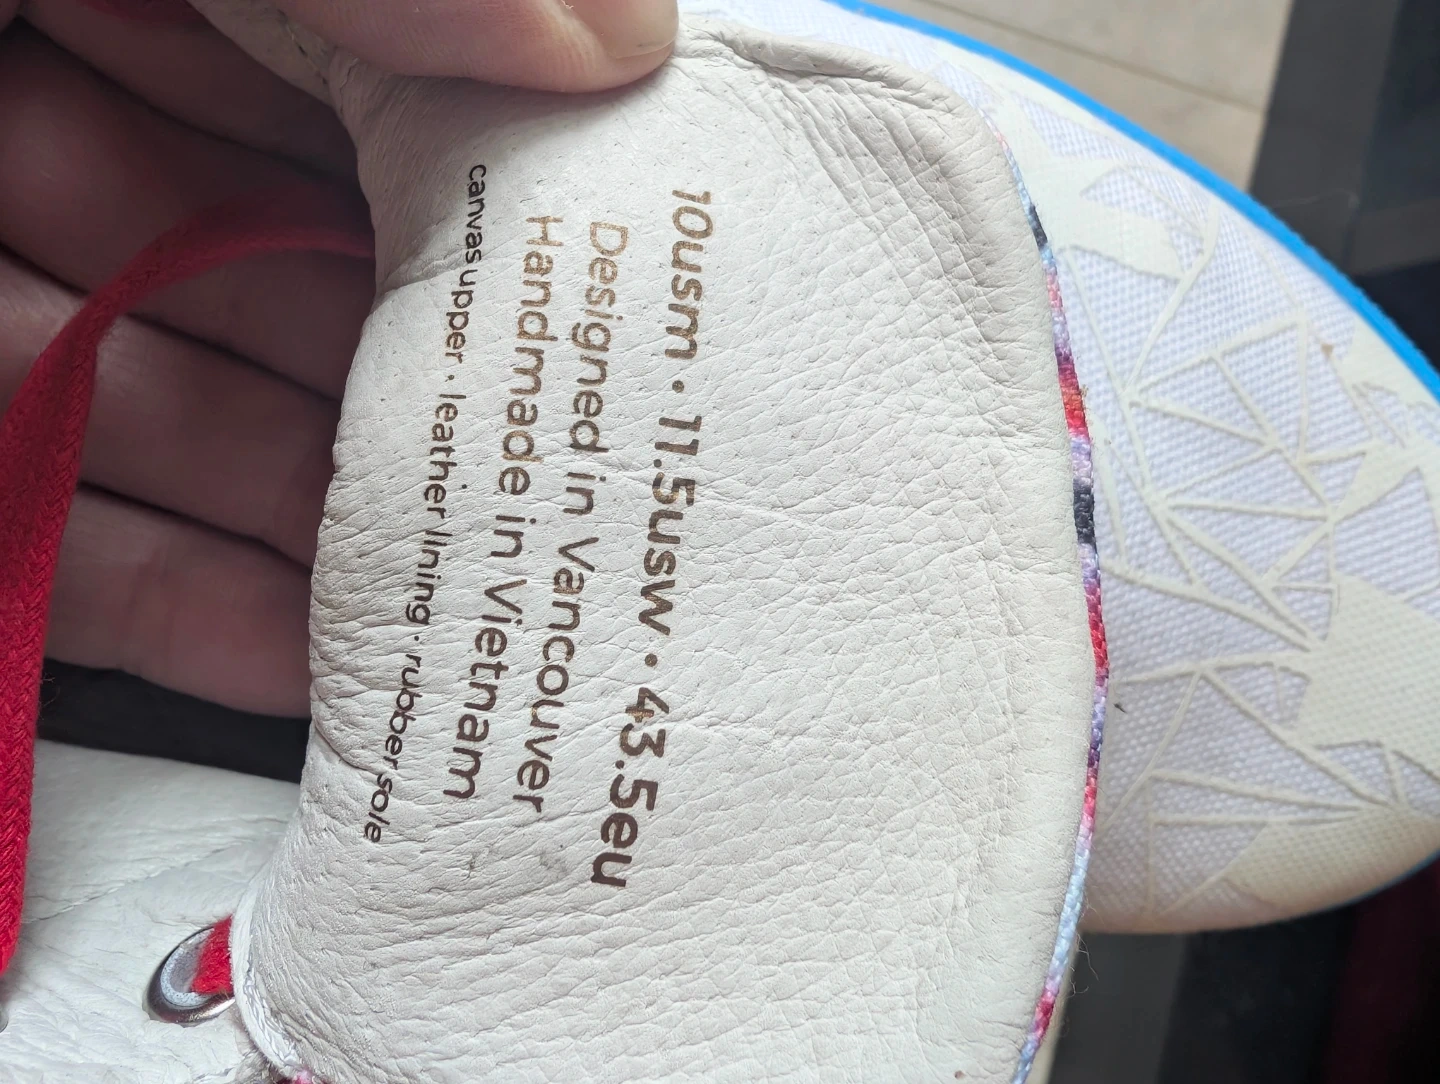 10usm · 11.5usw · 43.5eu
Designed in Vancouver
Handmade in Vietnam
canvas upper · leather lining · rubber sole